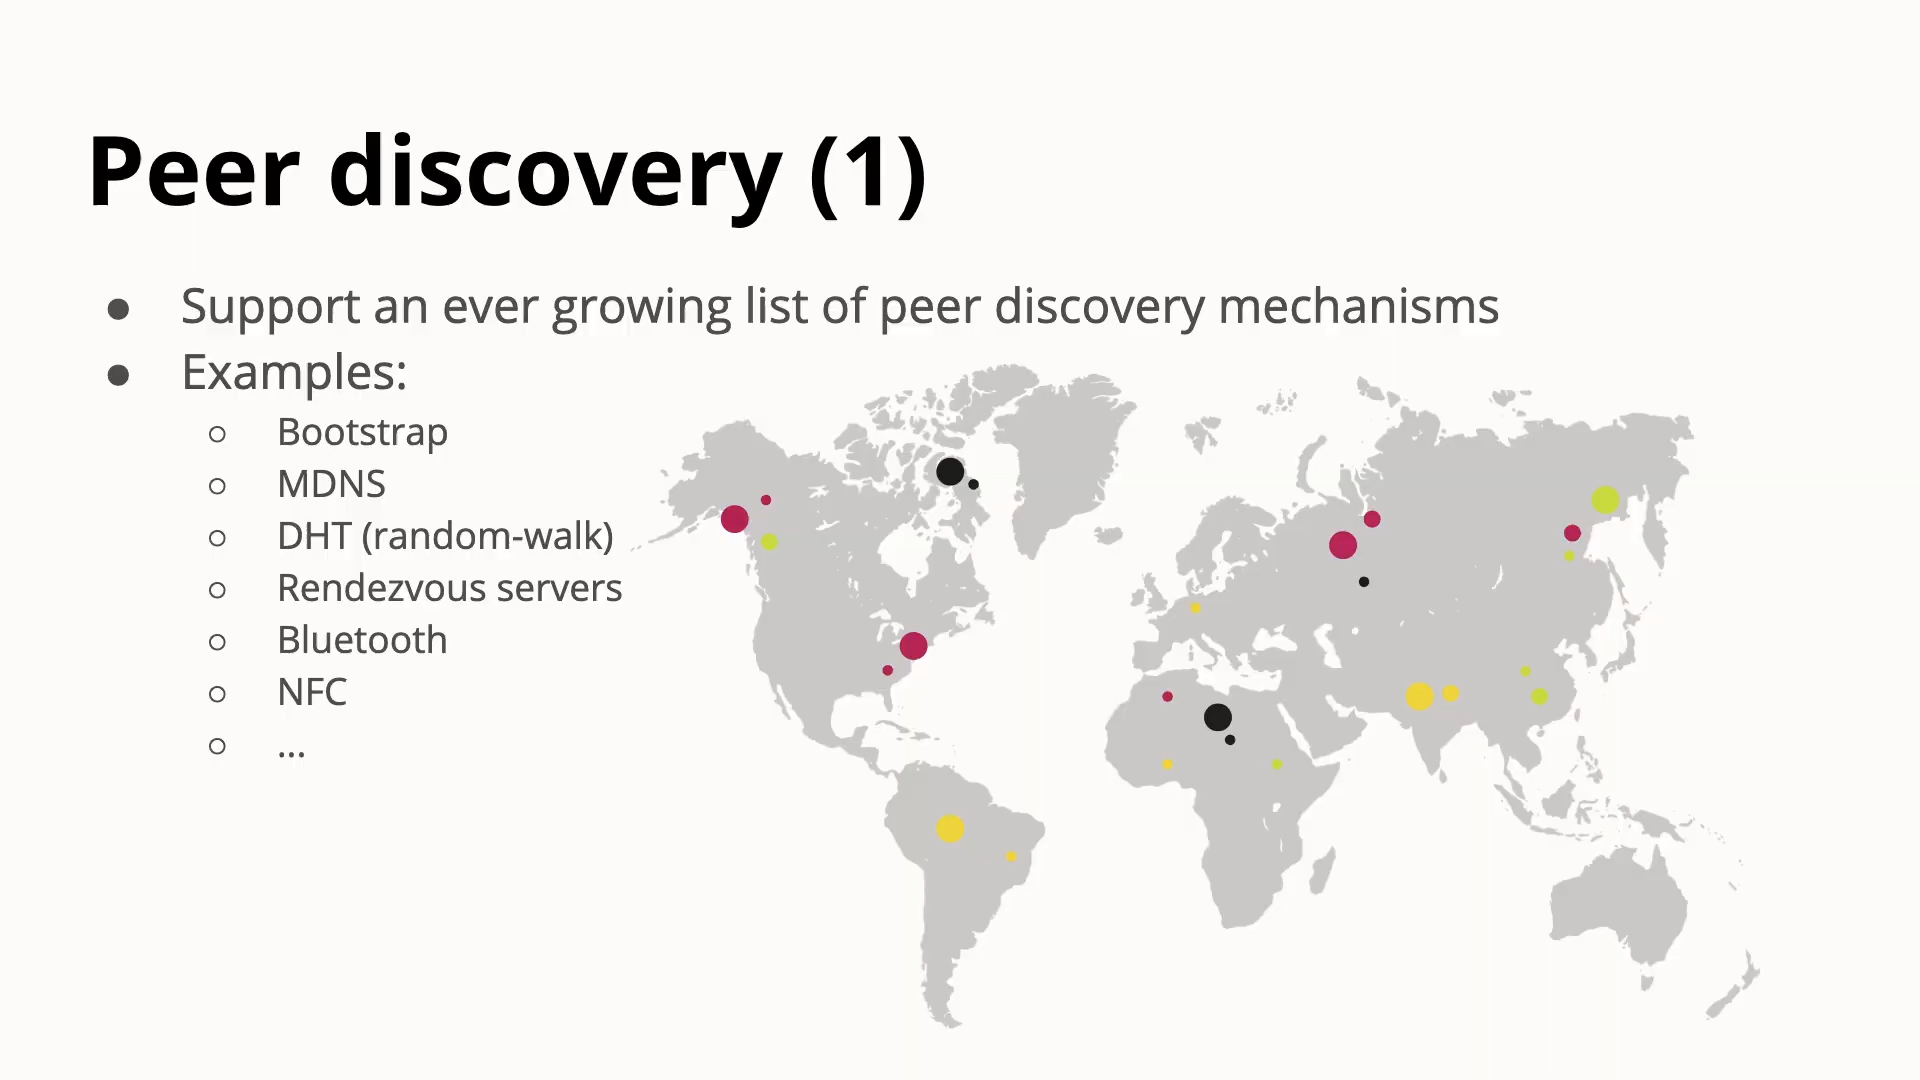 Peer discovery (1)
● Support an ever growing list of peer discovery mechanisms
● Examples:
○ Bootstrap
○ MDNS
○ DHT (random-walk)
○ Rendezvous servers
○ Bluetooth
○ NFC
○ ...